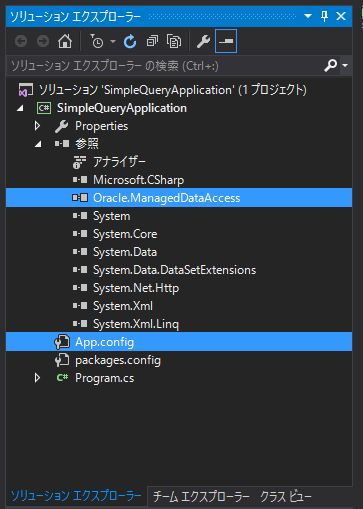 ソリューション エクスプローラー
ソリューション エクスプローラー の検索 (Ctrl+:)
ソリューション 'SimpleQueryApplication' (1 プロジェクト)
C# SimpleQueryApplication
Properties
参照
アナライザー
Microsoft.CSharp
Oracle.ManagedDataAccess
System
System.Core
System.Data
System.Data.DataSetExtensions
System.Net.Http
System.Xml
System.Xml.Linq
App.config
packages.config
C# Program.cs
ソリューション エクスプローラー チーム エクスプローラー クラス ビュー